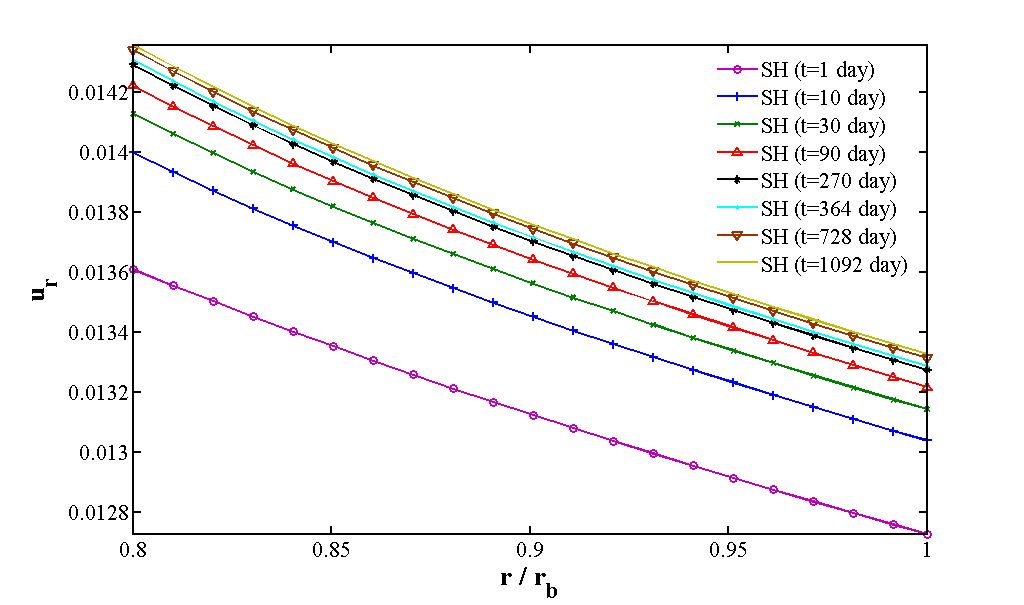 SH (t=1 day)
SH (t=10 day)
SH (t=30 day)
SH (t=90 day)
SH (t=270 day)
SH (t=364 day)
SH (t=728 day)
SH (t=1092 day)
0.0142
0.014
0.0138
0.0136
0.0134
0.0132
0.013
0.0128
u_r
0.8 0.85 0.9 0.95 1
r / r_b